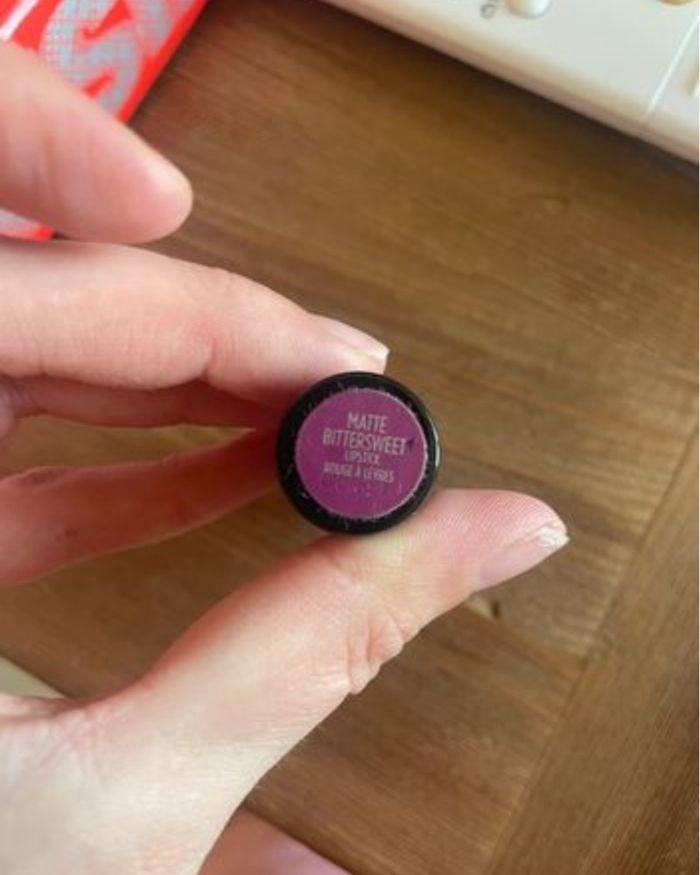 MATTE
BITTERSWEET
LIPSTICK
ROUGE À LÈVRES